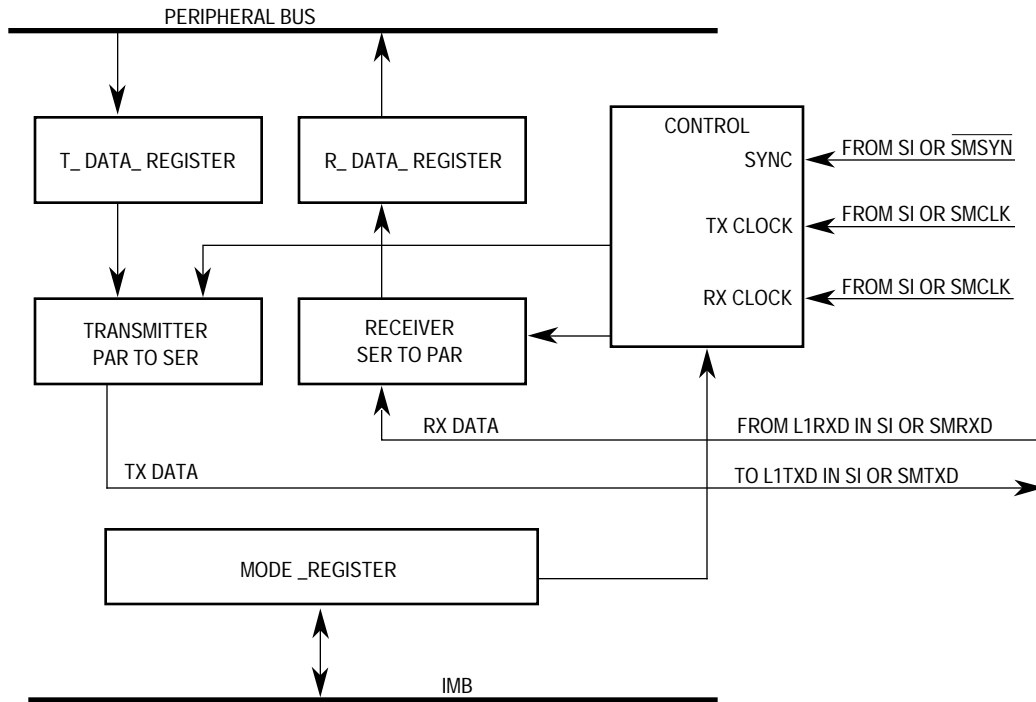 PERIPHERAL BUS
T_ DATA_ REGISTER
R_ DATA_ REGISTER
CONTROL
SYNC
FROM SI OR SMSYN
TX CLOCK
FROM SI OR SMCLK
RX CLOCK
FROM SI OR SMCLK
TRANSMITTER
PAR TO SER
RECEIVER
SER TO PAR
RX DATA
FROM L1RXD IN SI OR SMRXD
TX DATA
TO L1TXD IN SI OR SMTXD
MODE _REGISTER
IMB